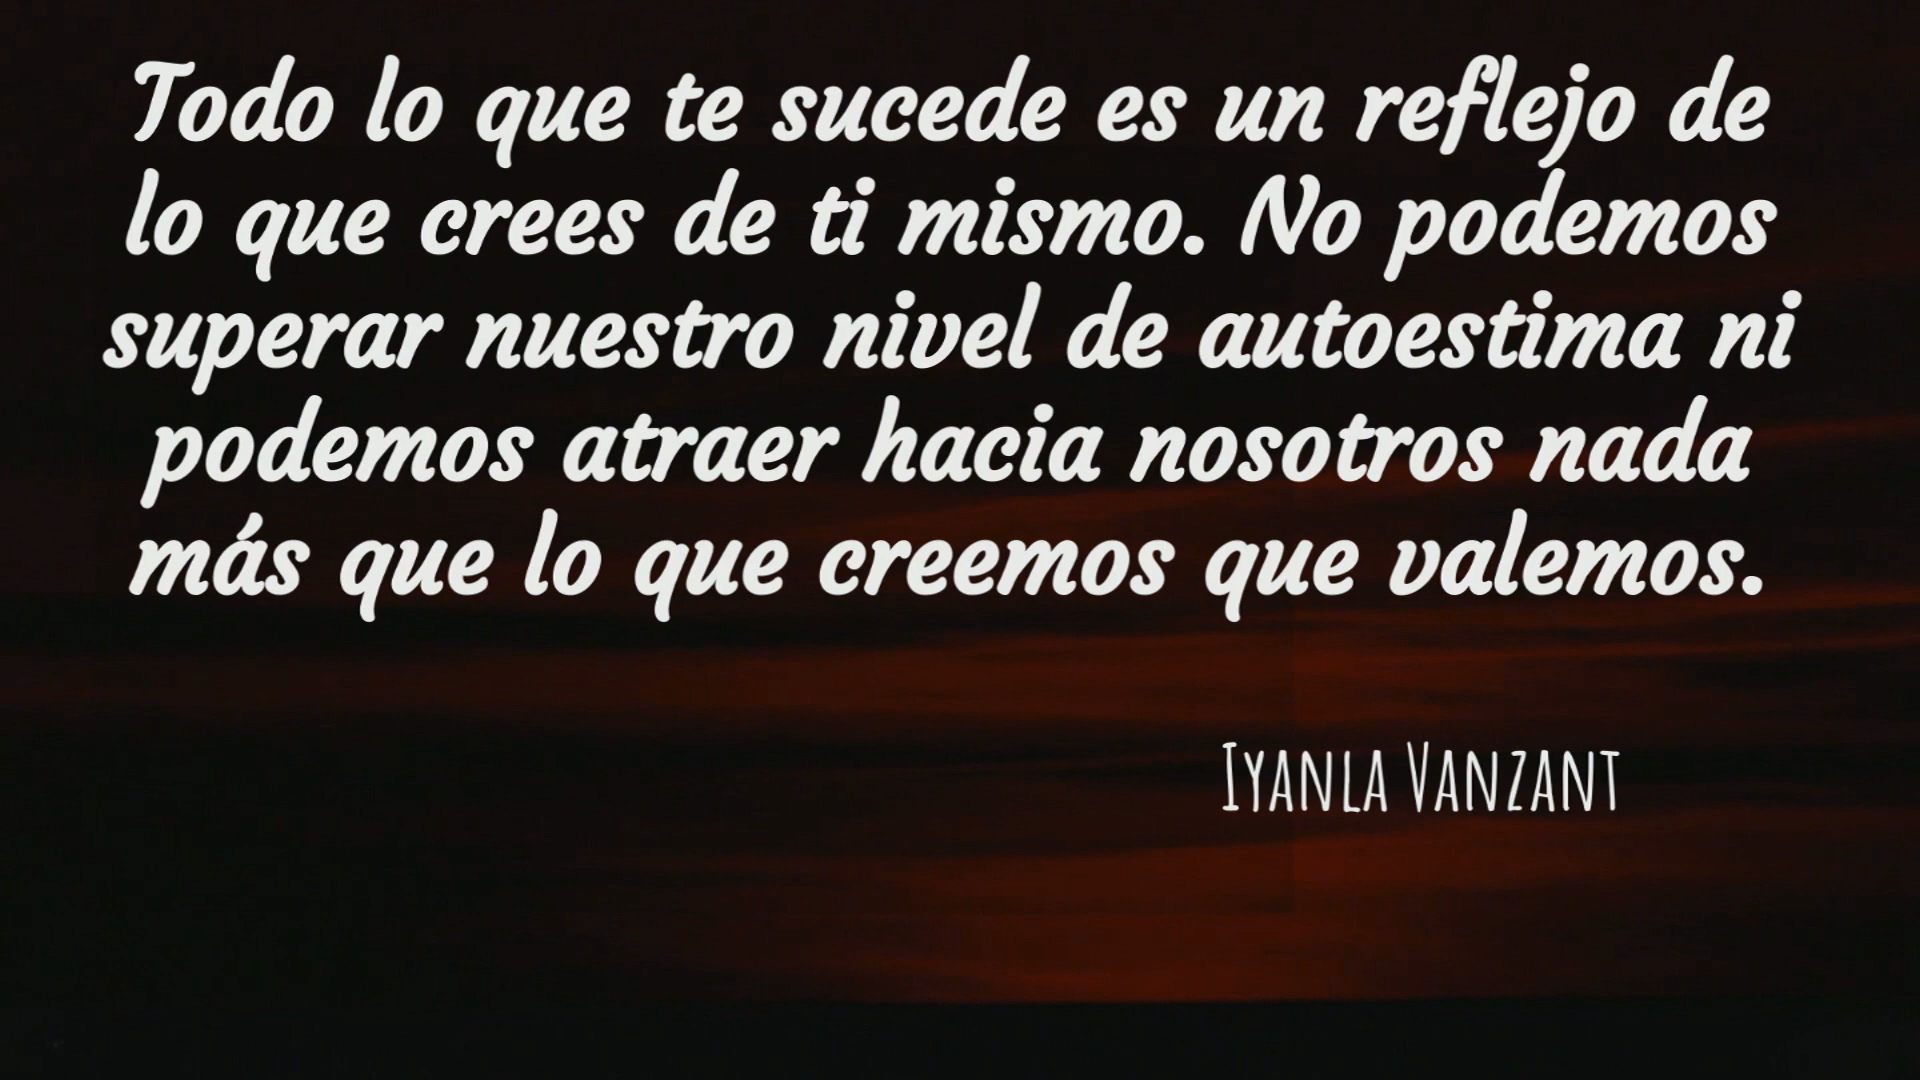 Todo lo que te sucede es un reflejo de
lo que crees de ti mismo. No podemos
superar nuestro nivel de autoestima ni
podemos atraer hacia nosotros nada
más que lo que creemos que valemos.
Iyanla Vanzant